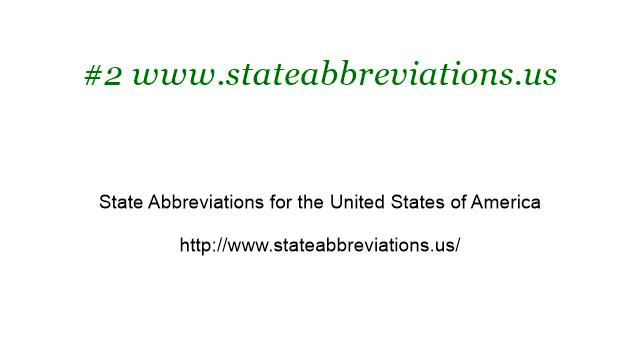 #2 www.stateabbreviations.us
State Abbreviations for the United States of America
http://www.stateabbreviations.us/